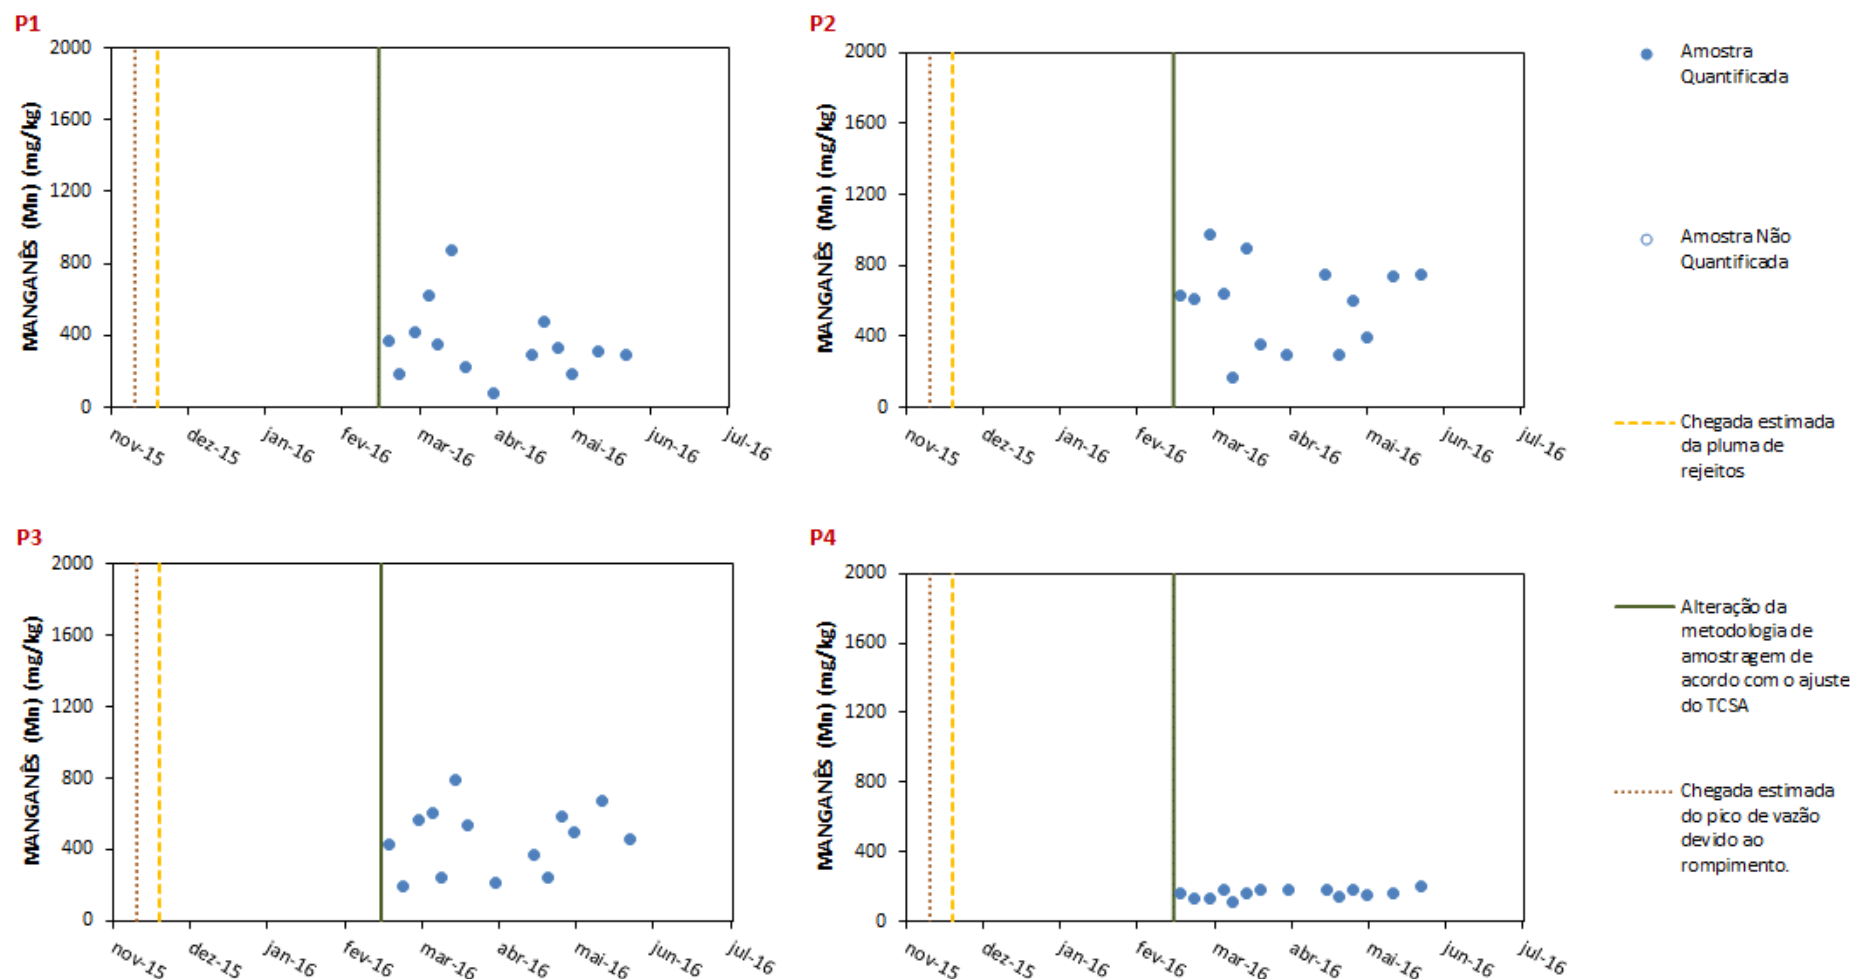 P1
MANGANÊS (Mn) (mg/kg)
2000
1600
1200
800
400
0
nov-15
dez-15
jan-16
fev-16
mar-16
abr-16
mai-16
jun-16
jul-16
P2
MANGANÊS (Mn) (mg/kg)
2000
1600
1200
800
400
0
nov-15
dez-15
jan-16
fev-16
mar-16
abr-16
mai-16
jun-16
jul-16
Amostra
Quantificada
Amostra Não
Quantificada
Chegada estimada
da pluma de
rejeitos
P3
MANGANÊS (Mn) (mg/kg)
2000
1600
1200
800
400
0
nov-15
dez-15
jan-16
fev-16
mar-16
abr-16
mai-16
jun-16
jul-16
P4
MANGANÊS (Mn) (mg/kg)
2000
1600
1200
800
400
0
nov-15
dez-15
jan-16
fev-16
mar-16
abr-16
mai-16
jun-16
jul-16
Alteração da
metodologia de
amostragem de
acordo com o ajuste
do TCSA
Chegada estimada
do pico de vazão
devido ao
rompimento.